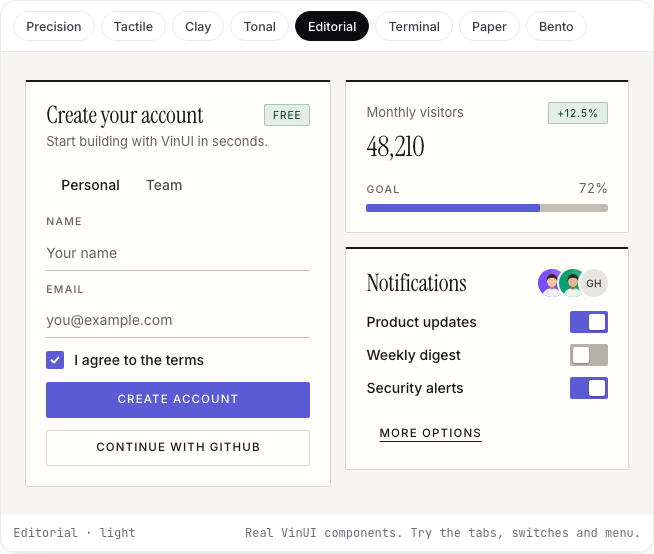 Precision Tactile Clay Tonal Editorial Terminal Paper Bento
Create your account
FREE
Start building with VinUI in seconds.
Personal Team
NAME
Your name
EMAIL
you@example.com
I agree to the terms
CREATE ACCOUNT
CONTINUE WITH GITHUB
Monthly visitors
+12.5%
48,210
GOAL 72%
Notifications
GH
Product updates
Weekly digest
Security alerts
MORE OPTIONS
Editorial · light
Real VinUI components. Try the tabs, switches and menu.